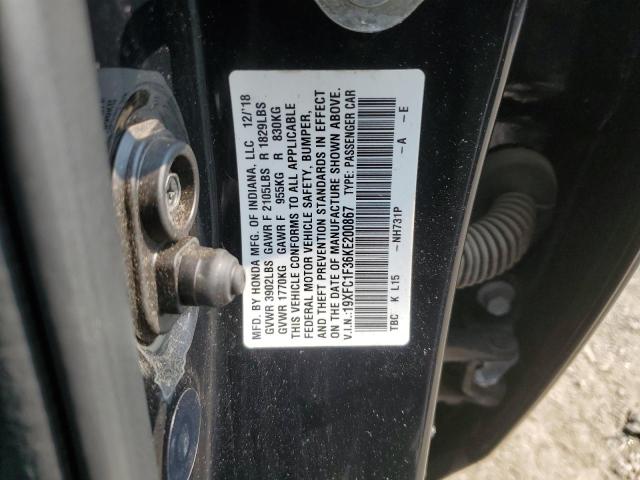 MFD. BY HONDA MFG. OF INDIANA, LLC 12/'18
GVWR 3902LBS GAWR F 2105LBS R 1829LBS
GVWR 1770KG GAWR F 955KG R 830KG
THIS VEHICLE CONFORMS TO ALL APPLICABLE
FEDERAL MOTOR VEHICLE SAFETY, BUMPER,
AND THEFT PREVENTION STANDARDS IN EFFECT
ON THE DATE OF MANUFACTURE SHOWN ABOVE.
V.I.N.:19XFC1F36KE200867 TYPE: PASSENGER CAR
TBC K L15 –NH731P –A –E